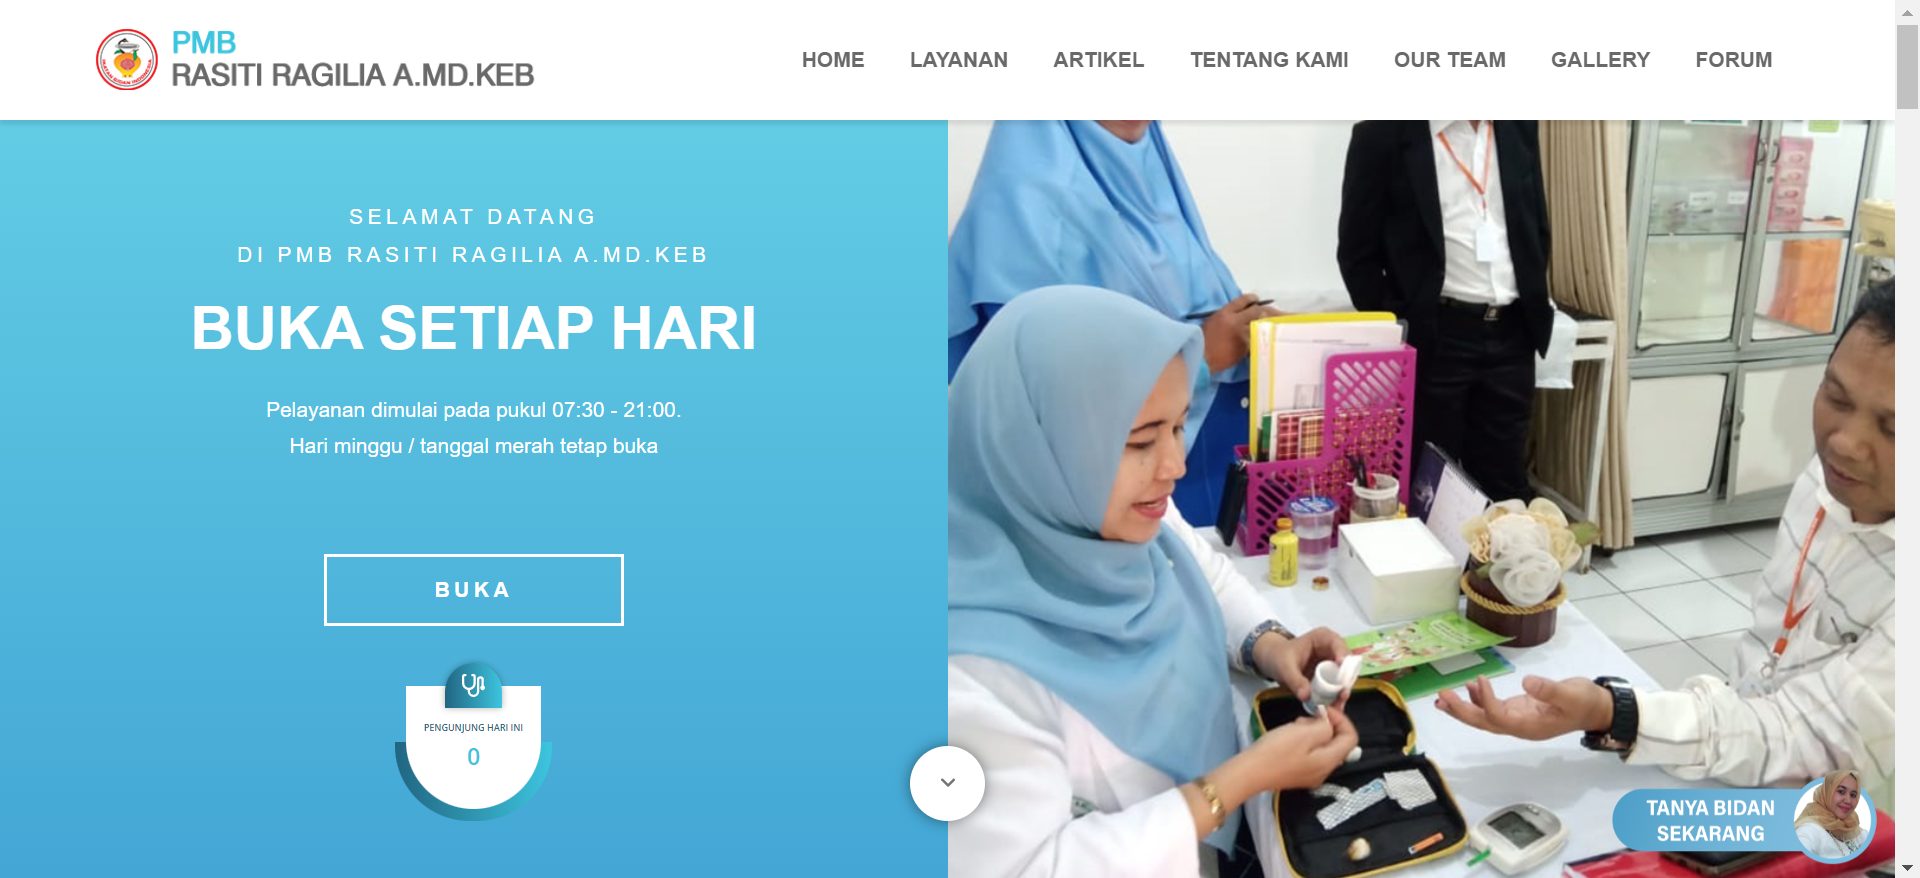 PMB
RASITI RAGILIA A.MD.KEB
HOME
LAYANAN
ARTIKEL
TENTANG KAMI
OUR TEAM
GALLERY
FORUM
SELAMAT DATANG
DI PMB RASITI RAGILIA A.MD.KEB
BUKA SETIAP HARI
Pelayanan dimulai pada pukul 07:30 - 21:00.
Hari minggu / tanggal merah tetap buka
BUKA
PENGUNJUNG HARI INI
0
TANYA BIDAN
SEKARANG